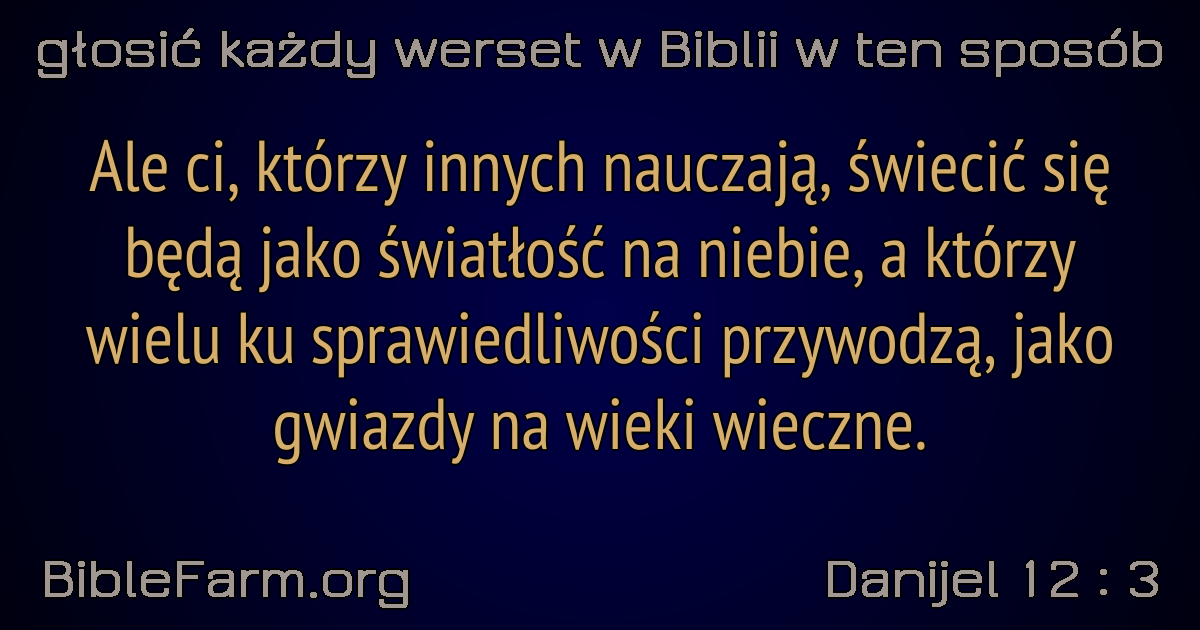 głosić każdy werset w Biblii w ten sposób
Ale ci, którzy innych nauczają, świecić się
będą jako światłość na niebie, a którzy
wielu ku sprawiedliwości przywodzą, jako
gwiazdy na wieki wieczne.
BibleFarm.org
Danijel 12 : 3